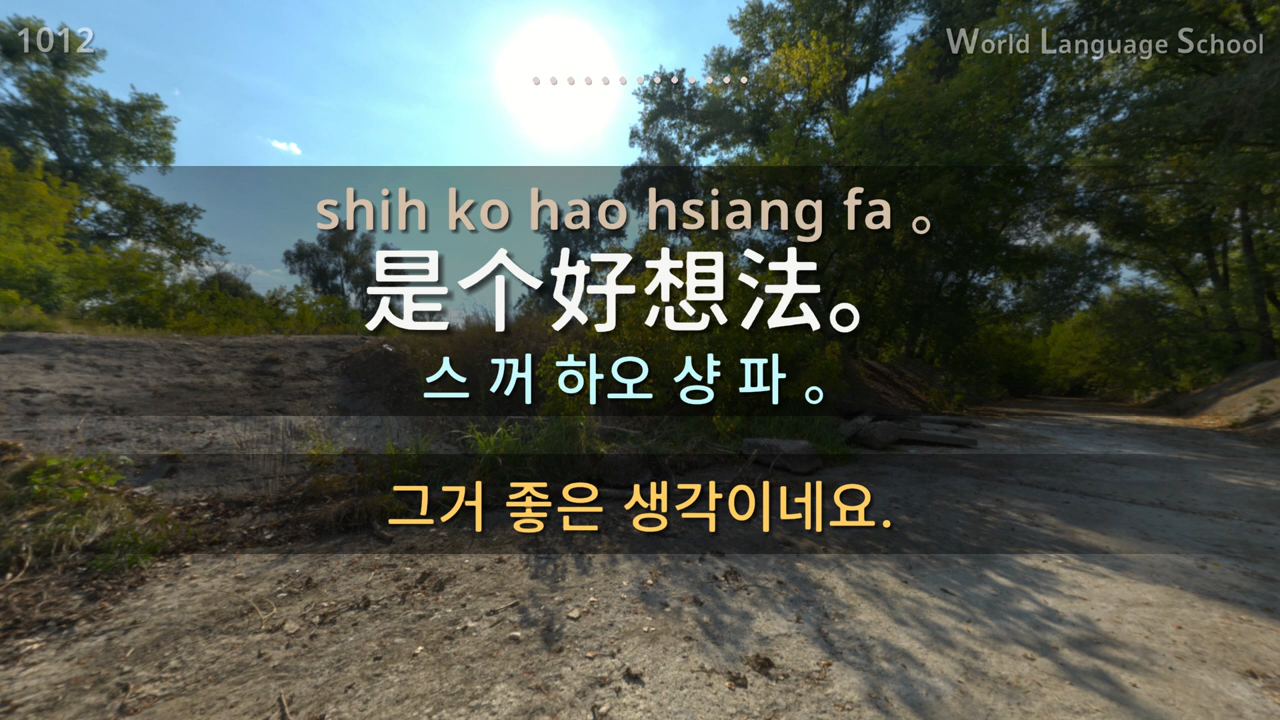 1012
World Language School
shih ko hao hsiang fa 。
是个好想法。
스 꺼 하오 샹 파 。
그거 좋은 생각이네요.